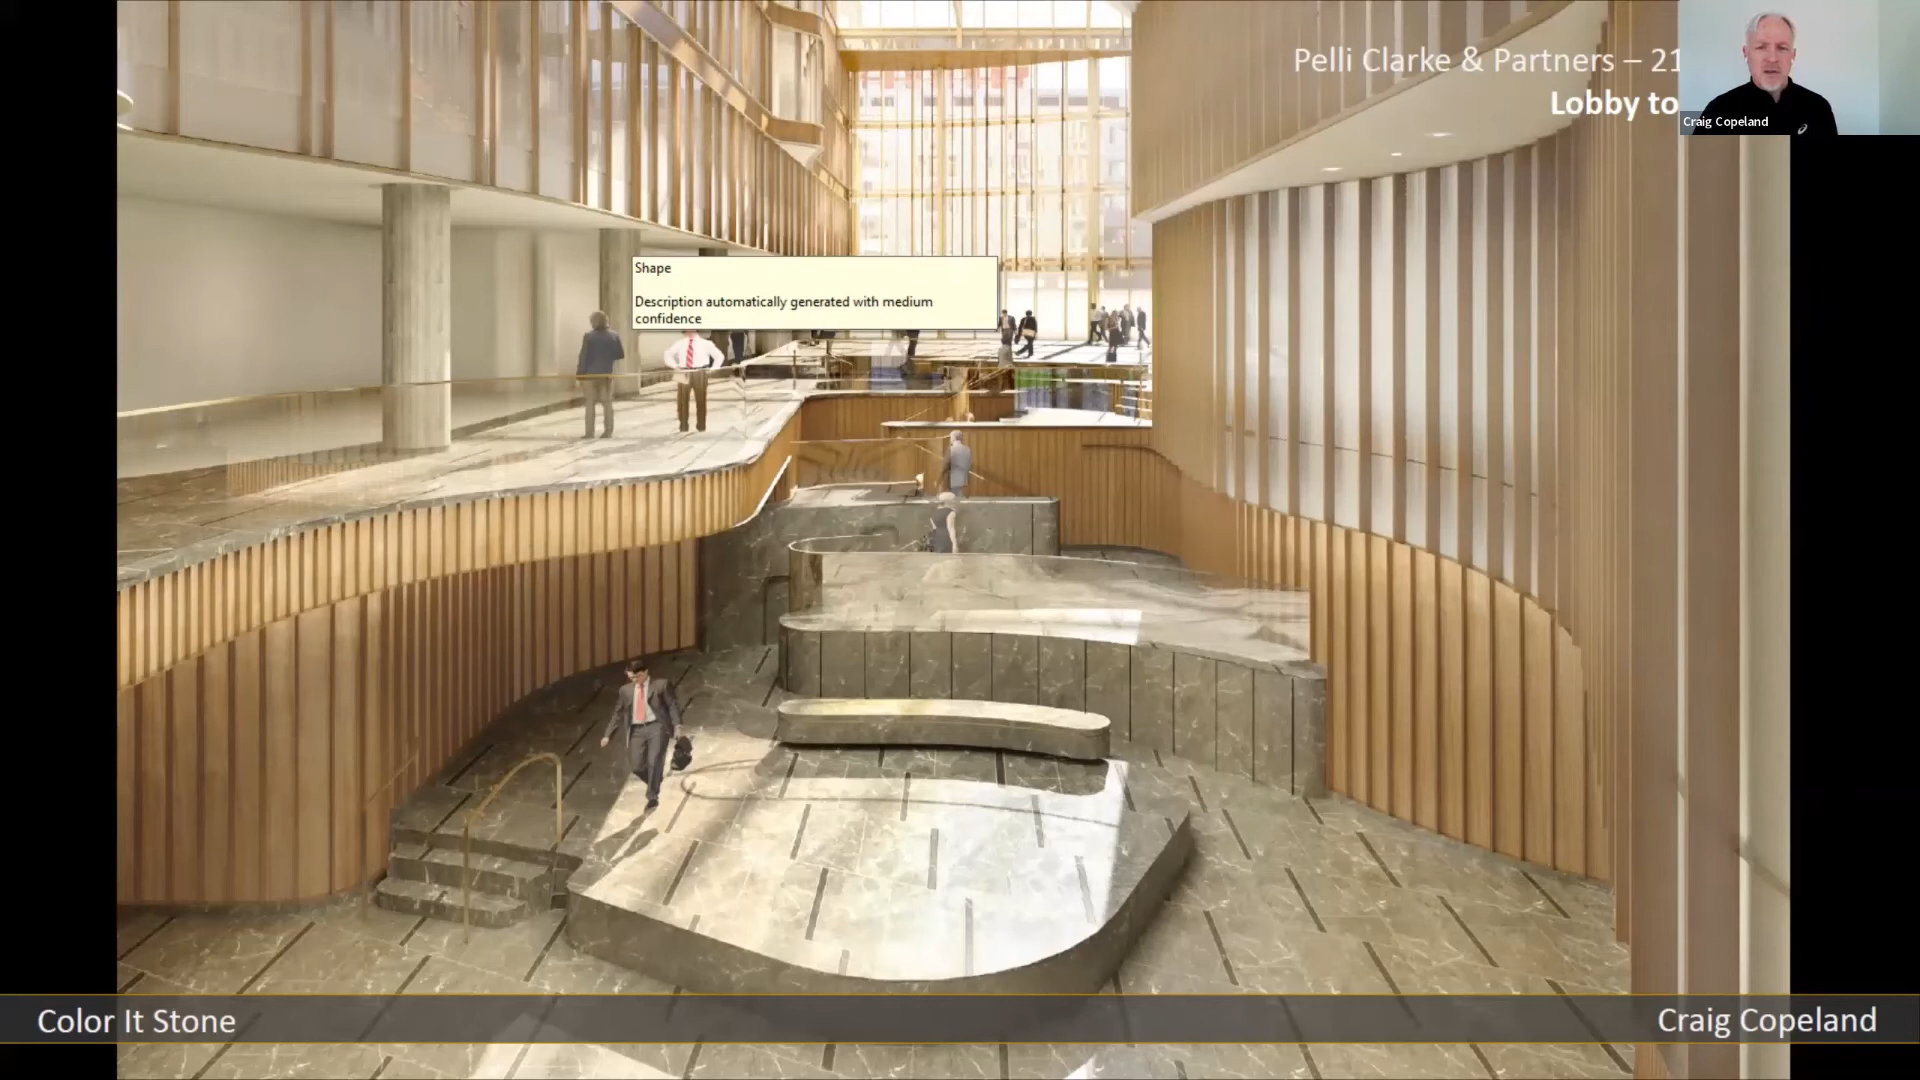 Pelli Clarke & Partners – 21
Lobby to
Craig Copeland
Shape
Description automatically generated with medium
confidence
Color It Stone
Craig Copeland